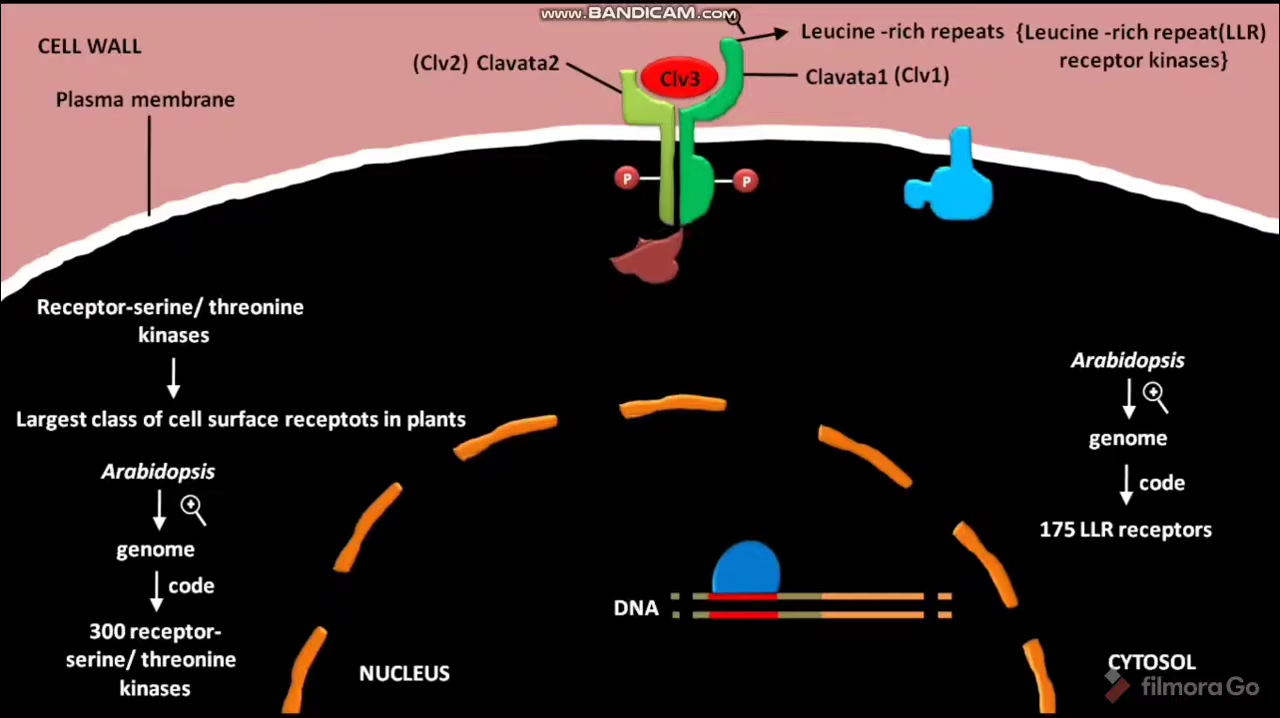 www.BANDICAM.com
CELL WALL
Plasma membrane
(Clv2) Clavata2
Clv3
Leucine -rich repeats {Leucine -rich repeat(LLR)
receptor kinases}
Clavata1 (Clv1)
P
P
Receptor-serine/ threonine
kinases
Largest class of cell surface receptots in plants
Arabidopsis
genome
code
300 receptor-
serine/ threonine
kinases
Arabidopsis
genome
code
175 LLR receptors
DNA
NUCLEUS
CYTOSOL
filmoraGo